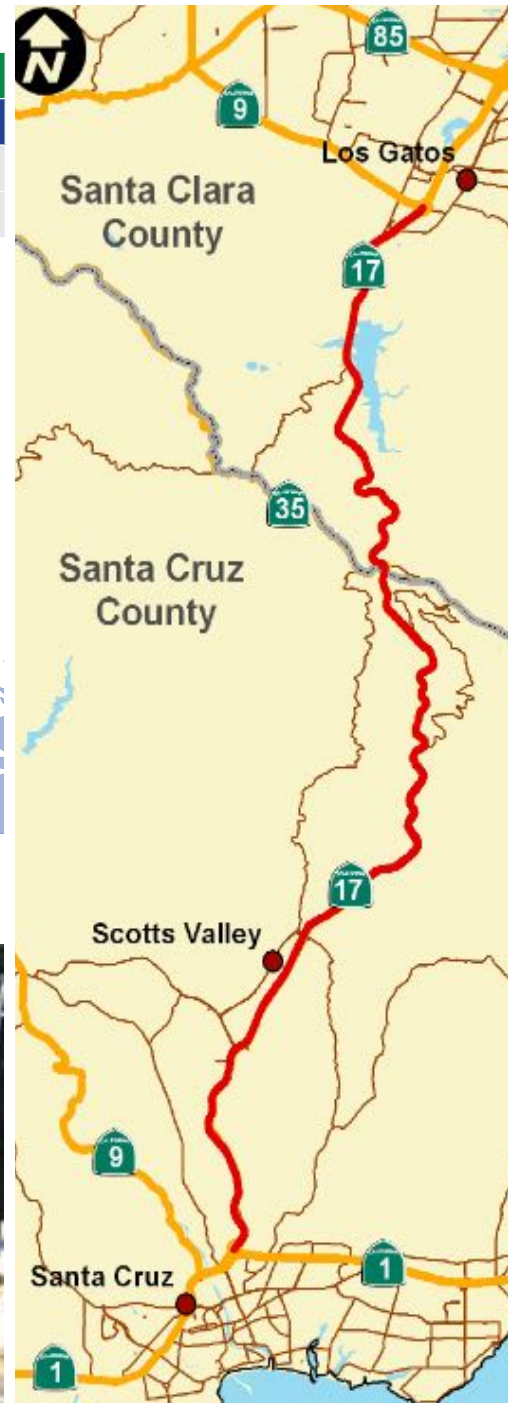 N
85
9
Los Gatos
Santa Clara
County
17
35
Santa Cruz
County
17
Scotts Valley
9
1
Santa Cruz
1